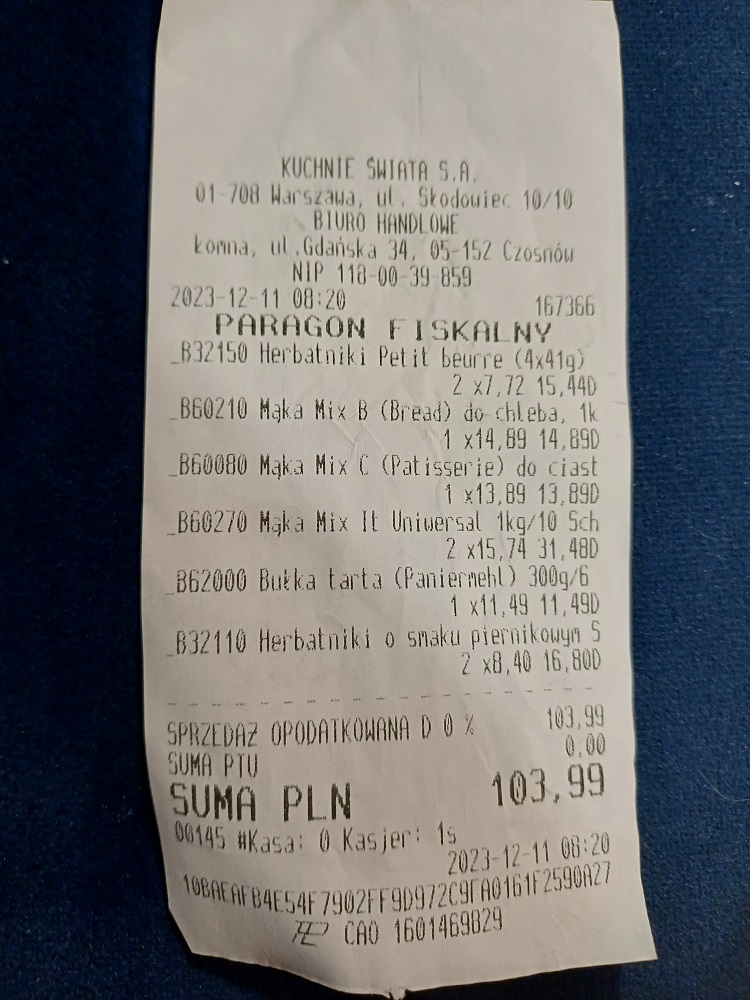 KUCHNIE ŚWIATA S.A.
01-708 Warszawa, ul. Skłodowiec 10/10
BIURO HANDLOWE
Łomna, ul.Gdańska 34, 05-152 Czosnów
NIP 118-00-39-859
2023-12-11 08:20 167366
PARAGON FISKALNY
_B32150 Herbatniki Petit beurre (4x41g)
2 x7,72 15,44D
_B60210 Mąka Mix B (Bread) do chleba, 1k
1 x14,89 14,89D
_B60080 Mąka Mix C (Patisserie) do ciast
1 x13,89 13,89D
_B60270 Mąka Mix It Uniwersal 1kg/10 Sch
2 x15,74 31,48D
_B62000 Bułka tarta (Paniermehl) 300g/6
1 x11,49 11,49D
_B32110 Herbatniki o smaku piernikowym S
2 x8,40 16,80D
SPRZEDAŻ OPODATKOWANA D 0 % 103,99
SUMA PTU 0,00
SUMA PLN 103,99
00145 #Kasa: 0 Kasjer: 1s
2023-12-11 08:20
10BAEAFB4E54F7902FF9D972C9FA0161F2590A27
CAO 1601469829